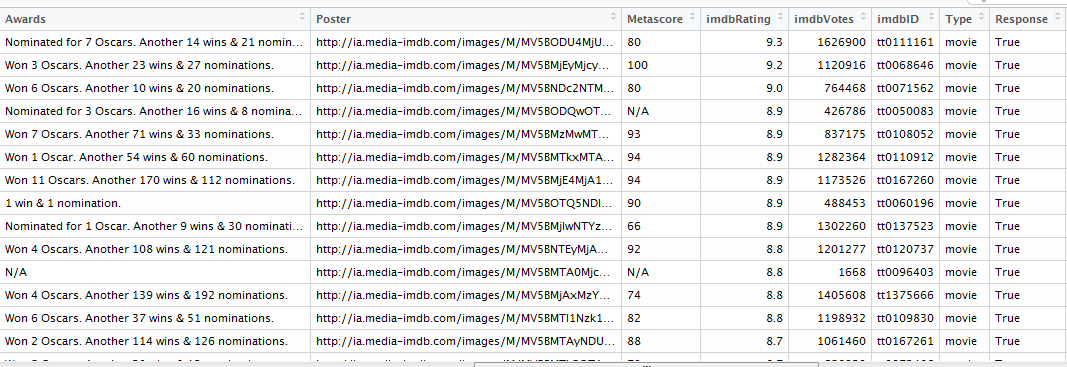 Awards Poster Metascore imdbRating imdbVotes imdbID Type Response
Nominated for 7 Oscars. Another 14 wins & 21 nomin... http://ia.media-imdb.com/images/M/MV5BODU4MjU... 80 9.3 1626900 tt0111161 movie True
Won 3 Oscars. Another 23 wins & 27 nominations. http://ia.media-imdb.com/images/M/MV5BMjEyMjcy... 100 9.2 1120916 tt0068646 movie True
Won 6 Oscars. Another 10 wins & 20 nominations. http://ia.media-imdb.com/images/M/MV5BNDc2NTM... 80 9.0 764468 tt0071562 movie True
Nominated for 3 Oscars. Another 16 wins & 8 nomina... http://ia.media-imdb.com/images/M/MV5BODQwOT... N/A 8.9 426786 tt0050083 movie True
Won 7 Oscars. Another 71 wins & 33 nominations. http://ia.media-imdb.com/images/M/MV5BMzMwMT... 93 8.9 837175 tt0108052 movie True
Won 1 Oscar. Another 54 wins & 60 nominations. http://ia.media-imdb.com/images/M/MV5BMTkxMTA... 94 8.9 1282364 tt0110912 movie True
Won 11 Oscars. Another 170 wins & 112 nominations. http://ia.media-imdb.com/images/M/MV5BMjE4MjA1... 94 8.9 1173526 tt0167260 movie True
1 win & 1 nomination. http://ia.media-imdb.com/images/M/MV5BOTQ5NDI... 90 8.9 488453 tt0060196 movie True
Nominated for 1 Oscar. Another 9 wins & 30 nominati... http://ia.media-imdb.com/images/M/MV5BMjIwNTYz... 66 8.9 1302260 tt0137523 movie True
Won 4 Oscars. Another 108 wins & 121 nominations. http://ia.media-imdb.com/images/M/MV5BNTEyMjA... 92 8.8 1201277 tt0120737 movie True
N/A http://ia.media-imdb.com/images/M/MV5BMTA0Mjc... N/A 8.8 1668 tt0096403 movie True
Won 4 Oscars. Another 139 wins & 192 nominations. http://ia.media-imdb.com/images/M/MV5BMjAxMzY... 74 8.8 1405608 tt1375666 movie True
Won 6 Oscars. Another 37 wins & 51 nominations. http://ia.media-imdb.com/images/M/MV5BMTI1Nzk1... 82 8.8 1198932 tt0109830 movie True
Won 2 Oscars. Another 114 wins & 126 nominations. http://ia.media-imdb.com/images/M/MV5BMTAyNDU... 88 8.7 1061460 tt0167261 movie True